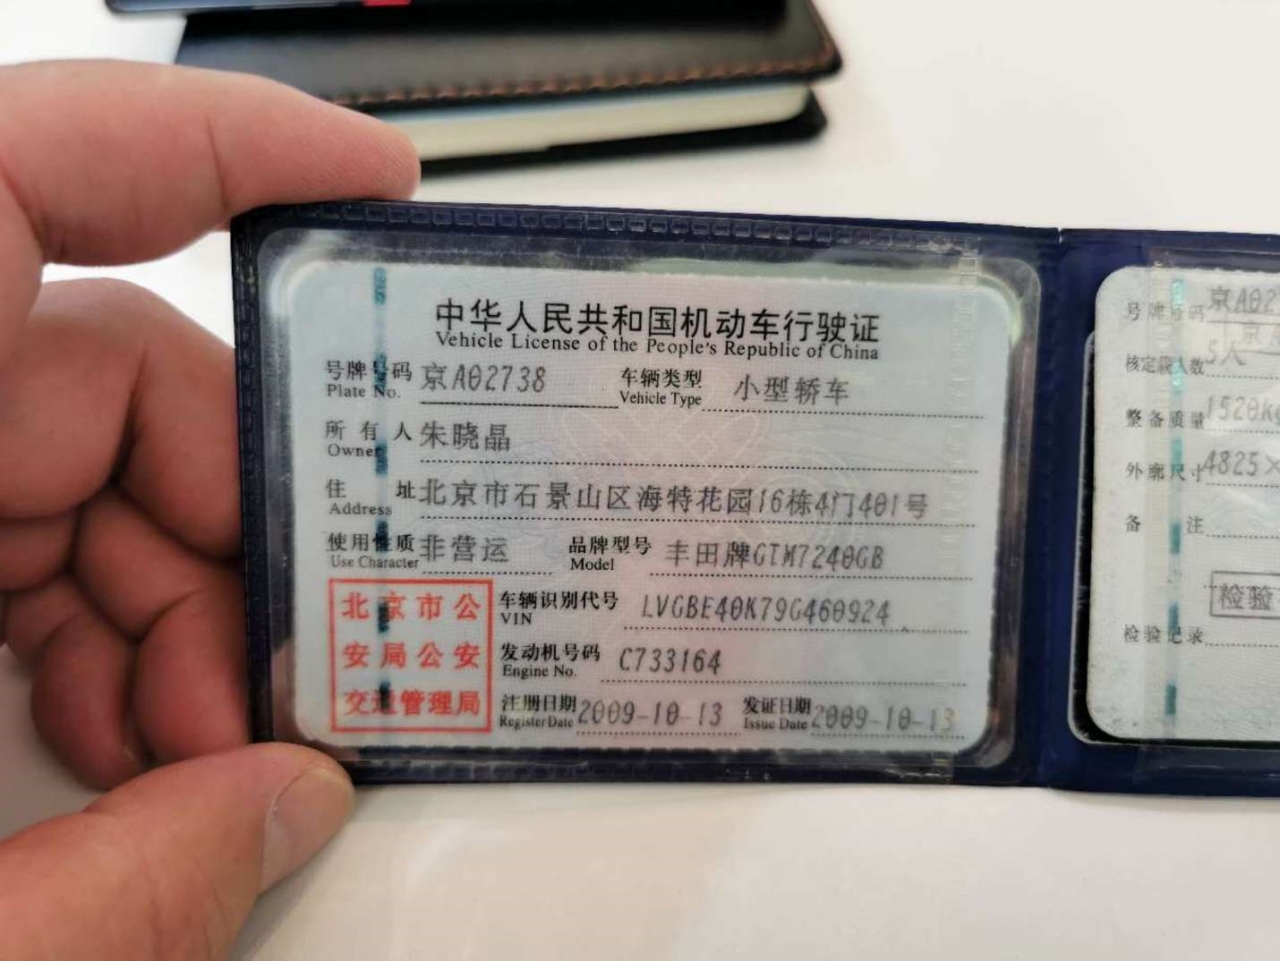 中华人民共和国机动车行驶证
Vehicle License of the People's Republic of China
号牌号码 京A02738 车辆类型 小型轿车
Plate No. Vehicle Type
所有人 朱晓晶
Owner
住址 北京市石景山区海特花园16栋4门401号
Address
使用性质 非营运 品牌型号 丰田牌GTM7240GB
Use Character Model
北京市公
安局公安
交通管理局
车辆识别代号 LVGBE40K79G460924
VIN
发动机号码 C733164
Engine No.
注册日期 2009-10-13 发证日期 2009-10-13
Register Date Issue Date
号牌号码 京A02
核定载人数 5人
整备质量 1520k
外廓尺寸 4825×
备注
检验
检验记录